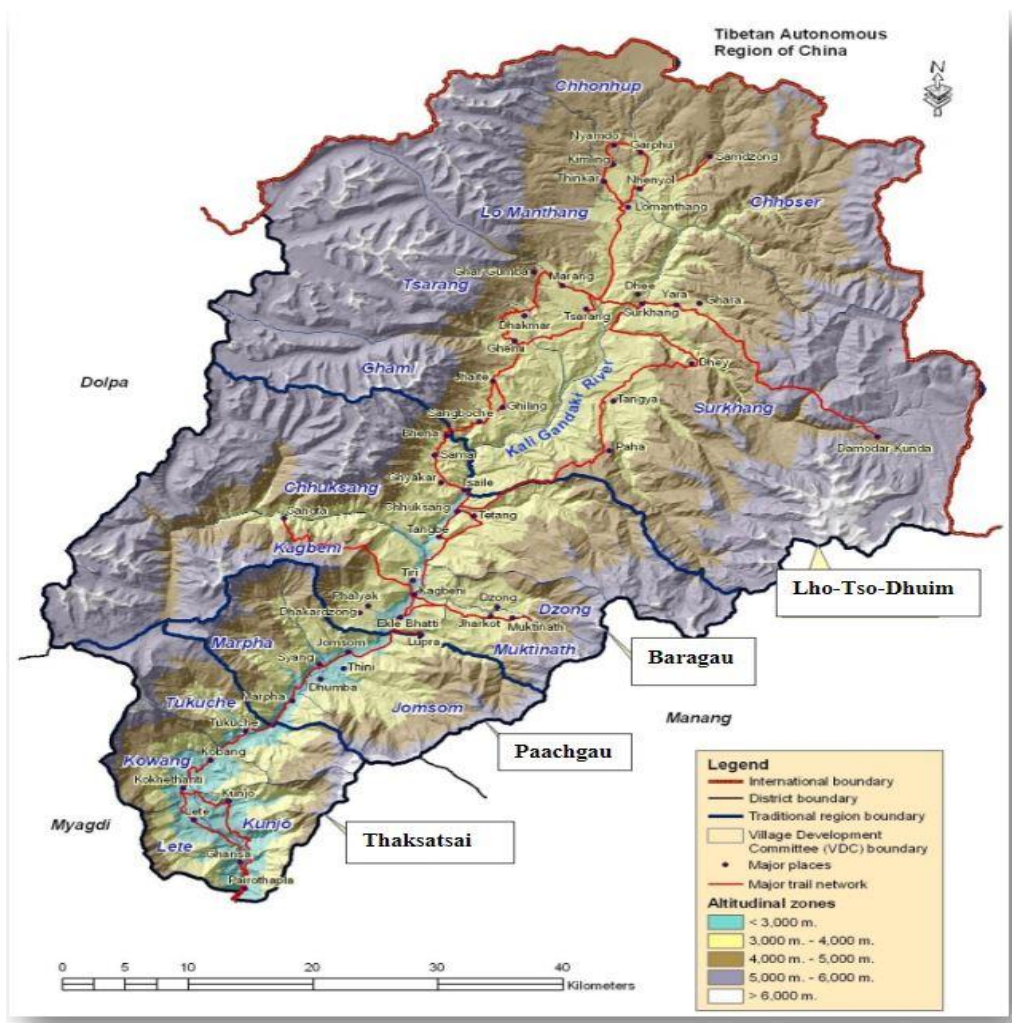 Tibetan Autonomous
Region of China
N
Chhonhup
Nyamdo
Garphu
Samdzong
Kimling
Thinkar
Nhenyol
Chhoser
Lo Manthang
Lomanthang
Ghar Gumba
Marang
Tsarang
Dhee
Yara
Ghara
Tsarang
Surkhang
Dhakmar
Ghemi
Dhey
Ghami
Dolpa
Jhaite
Ghiling
Tangya
Surkhang
Sangboche
Kali Gandaki River
Bhena
Damodar Kunda
Samar
Paha
Ghyakar
Chhuksang
Chhuksang
Tetang
Sangta
Tangbe
Kagbeni
Tiri
Kagbeni
Lho-Tso-Dhuim
Phalyak
Dzong
Dzong
Dhakardzong
Ekle Bhatti
Jharkot
Muktinath
Marpha
Jomsom
Lupra
Muktinath
Baragau
Syang
Thini
Dhumba
Marpha
Jomsom
Tukuche
Manang
Tukuche
Paachgau
Kowang
Kobang
Kokhethanti
Kunjo
Lete
Kunjo
Myagdi
Thaksatsai
Lete
Ghansa
Pairothapla
Legend
International boundary
District boundary
Traditional region boundary
Village Development
Committee (VDC) boundary
Major places
Major trail network
Altitudinal zones
< 3,000 m.
3,000 m. - 4,000 m.
4,000 m. - 5,000 m.
5,000 m. - 6,000 m.
> 6,000 m.
0 5 10 20 30 40
Kilometers